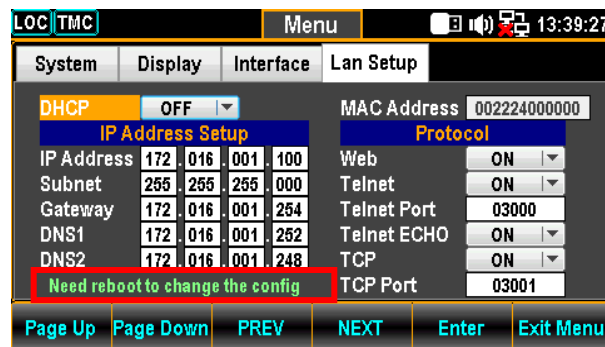 LOC TMC Menu 13:39:27
System Display Interface Lan Setup
DHCP OFF MAC Address 002224000000
IP Address Setup Protocol
IP Address 172 . 016 . 001 . 100 Web ON
Subnet 255 . 255 . 255 . 000 Telnet ON
Gateway 172 . 016 . 001 . 254 Telnet Port 03000
DNS1 172 . 016 . 001 . 252 Telnet ECHO ON
DNS2 172 . 016 . 001 . 248 TCP ON
Need reboot to change the config TCP Port 03001
Page Up Page Down PREV NEXT Enter Exit Menu